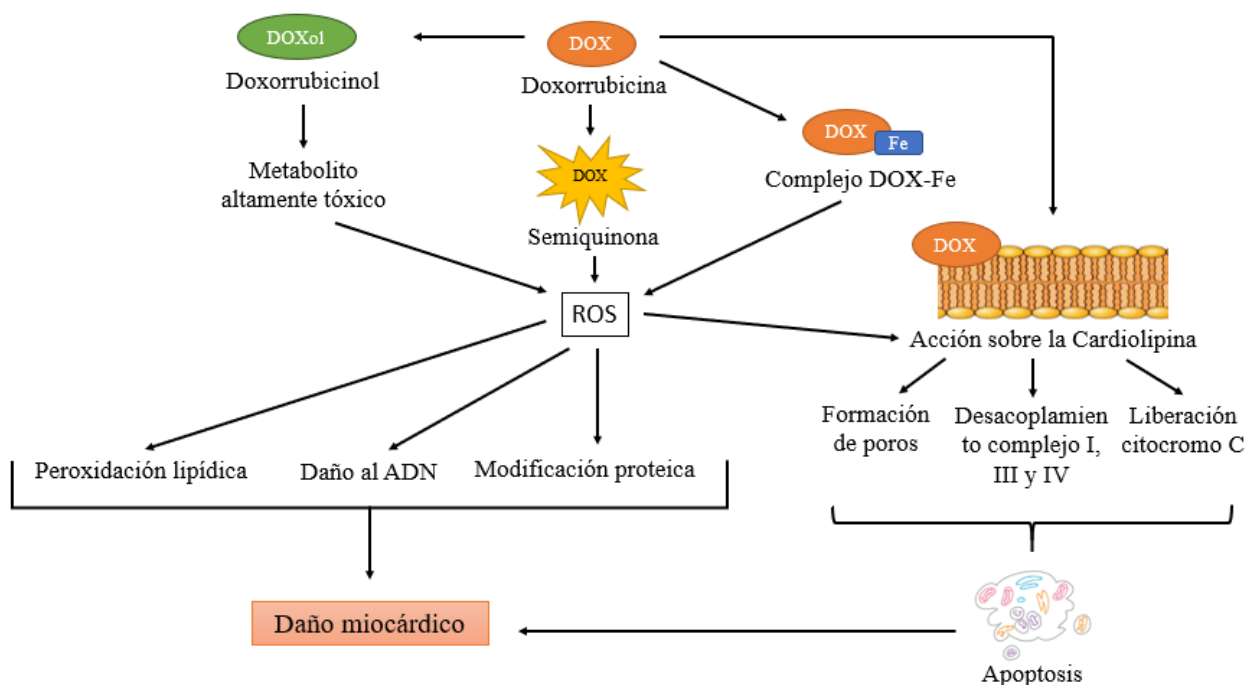 DOXol
DOX
Doxorrubicinol
Doxorrubicina
DOX
Fe
Complejo DOX-Fe
Metabolito
altamente tóxico
DOX
Semiquinona
DOX
ROS
Acción sobre la Cardiolipina
Formación
de poros
Desacoplamien
to complejo I,
III y IV
Liberación
citocromo C
Peroxidación lipídica
Daño al ADN
Modificación proteica
Daño miocárdico
Apoptosis